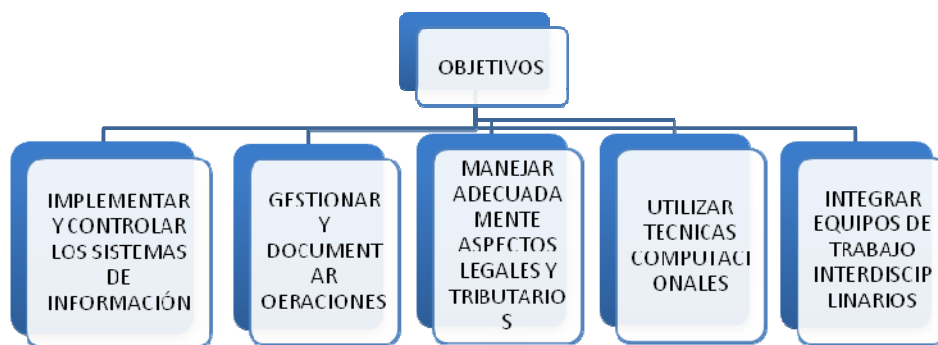 OBJETIVOS
IMPLEMENTAR
Y CONTROLAR
LOS SISTEMAS
DE
INFORMACIÓN
GESTIONAR
Y
DOCUMENT
AR
OERACIONES
MANEJAR
ADECUADA
MENTE
ASPECTOS
LEGALES Y
TRIBUTARIO
S
UTILIZAR
TECNICAS
COMPUTACI
ONALES
INTEGRAR
EQUIPOS DE
TRABAJO
INTERDISCIP
LINARIOS